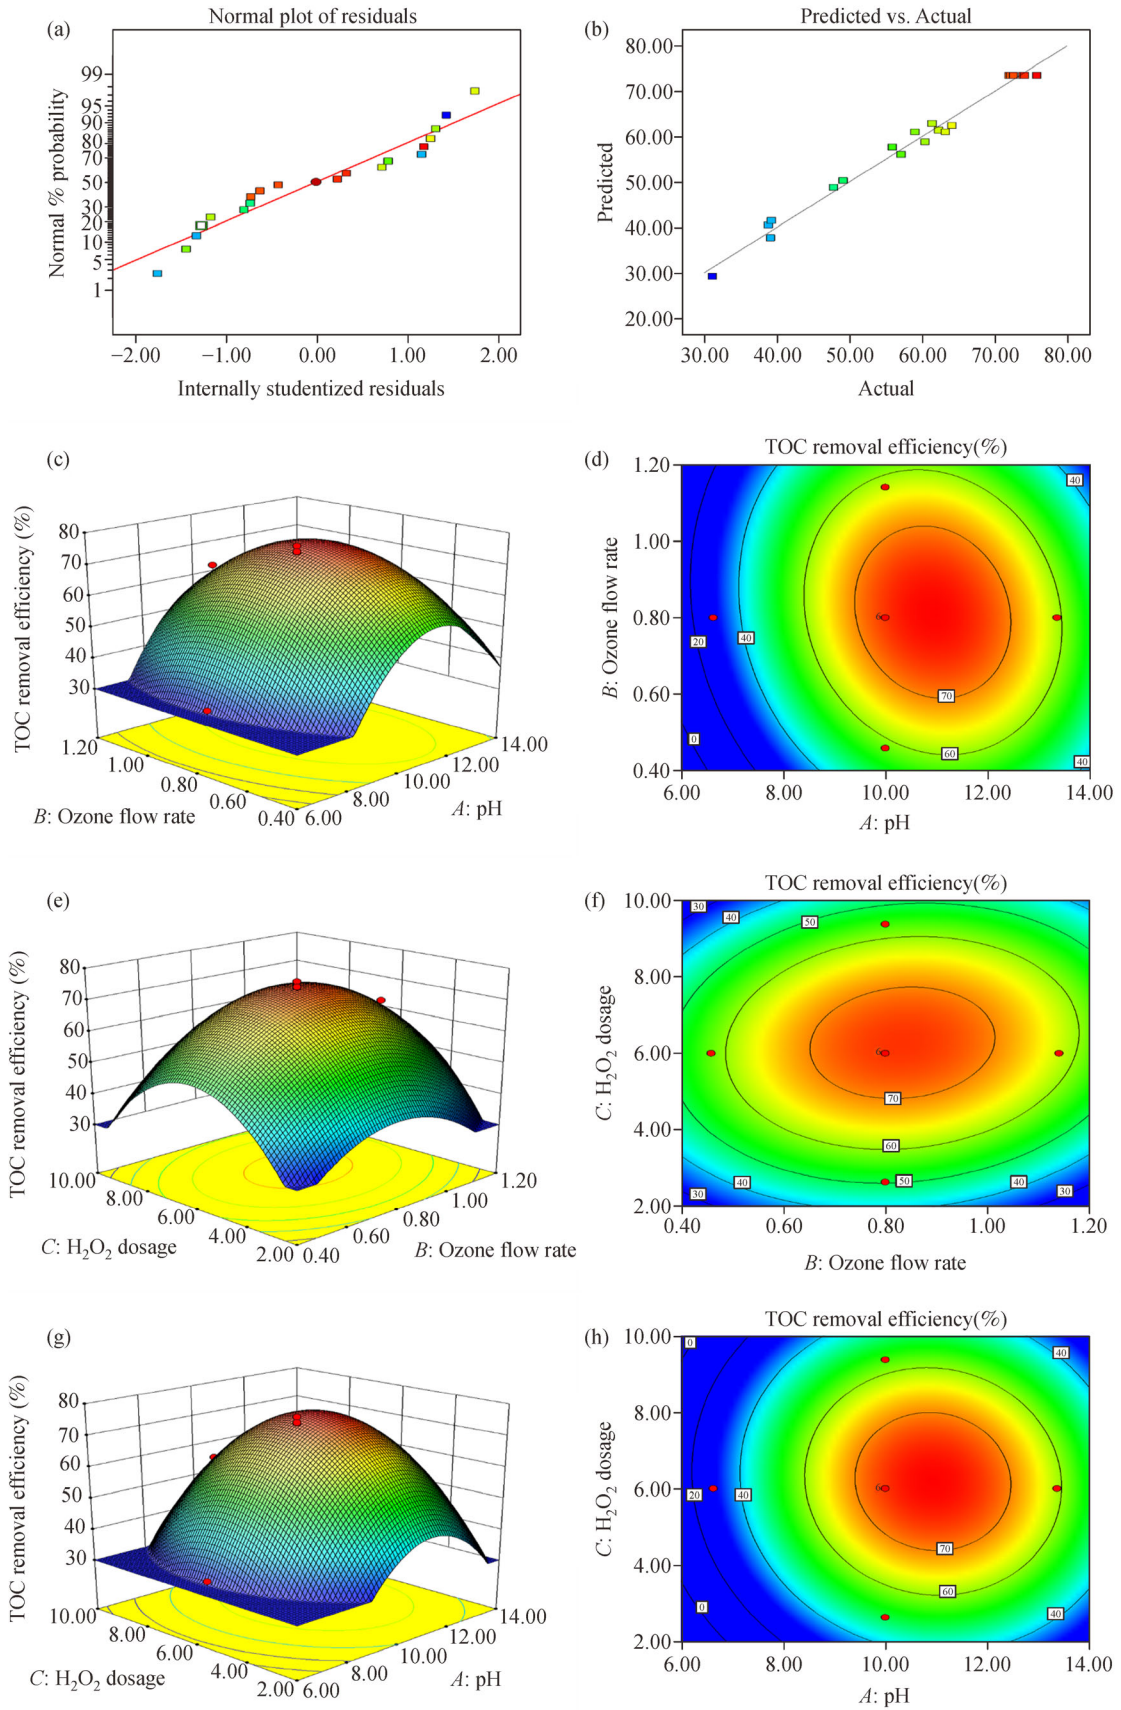 (a)
Normal plot of residuals
Normal % probability
99
95
90
80
70
50
30
20
10
5
1
−2.00 −1.00 0.00 1.00 2.00
Internally studentized residuals
(b)
Predicted vs. Actual
Predicted
80.00
70.00
60.00
50.00
40.00
30.00
20.00
30.00 40.00 50.00 60.00 70.00 80.00
Actual
(c)
TOC removal efficiency (%)
80
70
60
50
40
30
1.20
1.00
0.80
0.60
0.40
6.00
8.00
10.00
12.00
14.00
B: Ozone flow rate
A: pH
(d)
TOC removal efficiency(%)
B: Ozone flow rate
1.20
1.00
0.80
0.60
0.40
40
20
40
6
70
0
60
40
6.00 8.00 10.00 12.00 14.00
A: pH
(e)
TOC removal efficiency (%)
80
70
60
50
40
30
10.00
8.00
6.00
4.00
2.00
0.40
0.60
0.80
1.00
1.20
C: H₂O₂ dosage
B: Ozone flow rate
(f)
TOC removal efficiency(%)
C: H₂O₂ dosage
10.00
8.00
6.00
4.00
2.00
30
40
50
6
70
60
50
40
40
30
30
0.40 0.60 0.80 1.00 1.20
B: Ozone flow rate
(g)
TOC removal efficiency (%)
80
70
60
50
40
30
10.00
8.00
6.00
4.00
2.00
6.00
8.00
10.00
12.00
14.00
C: H₂O₂ dosage
A: pH
(h)
TOC removal efficiency(%)
C: H₂O₂ dosage
10.00
8.00
6.00
4.00
2.00
0
40
20
40
6
70
60
0
40
6.00 8.00 10.00 12.00 14.00
A: pH